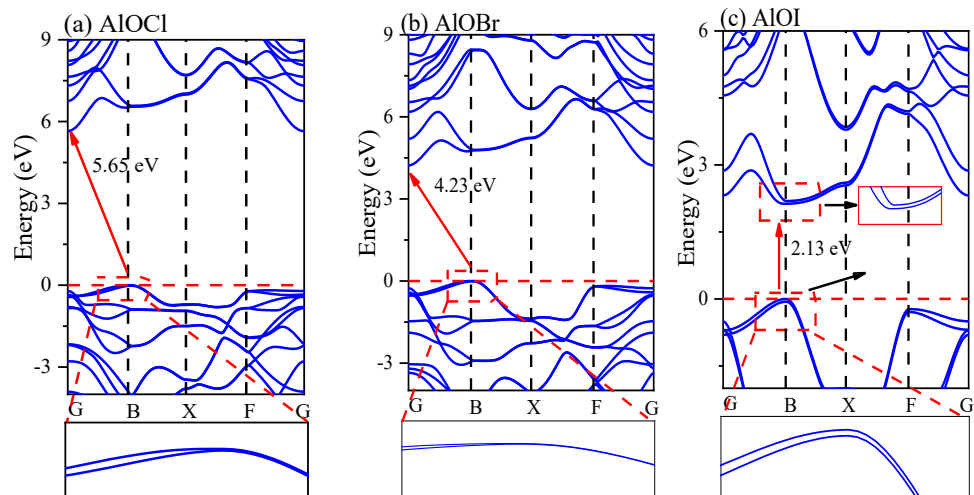 (a) AlOCl
Energy (eV)
9
6
3
0
-3
5.65 eV
G B X F G
(b) AlOBr
Energy (eV)
9
6
3
0
-3
4.23 eV
G B X F G
(c) AlOI
Energy (eV)
6
3
0
2.13 eV
G B X F G